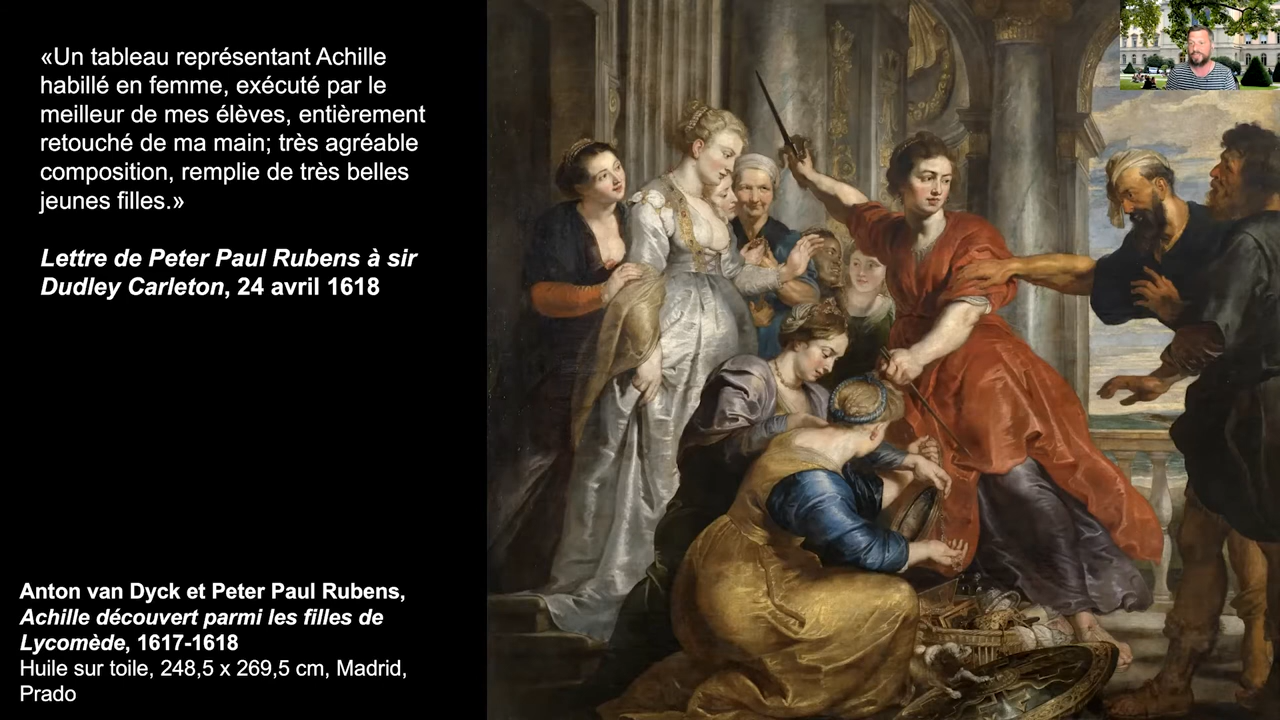 «Un tableau représentant Achille
habillé en femme, exécuté par le
meilleur de mes élèves, entièrement
retouché de ma main; très agréable
composition, remplie de très belles
jeunes filles.»
Lettre de Peter Paul Rubens à sir
Dudley Carleton, 24 avril 1618
Anton van Dyck et Peter Paul Rubens,
Achille découvert parmi les filles de
Lycomède, 1617-1618
Huile sur toile, 248,5 x 269,5 cm, Madrid,
Prado